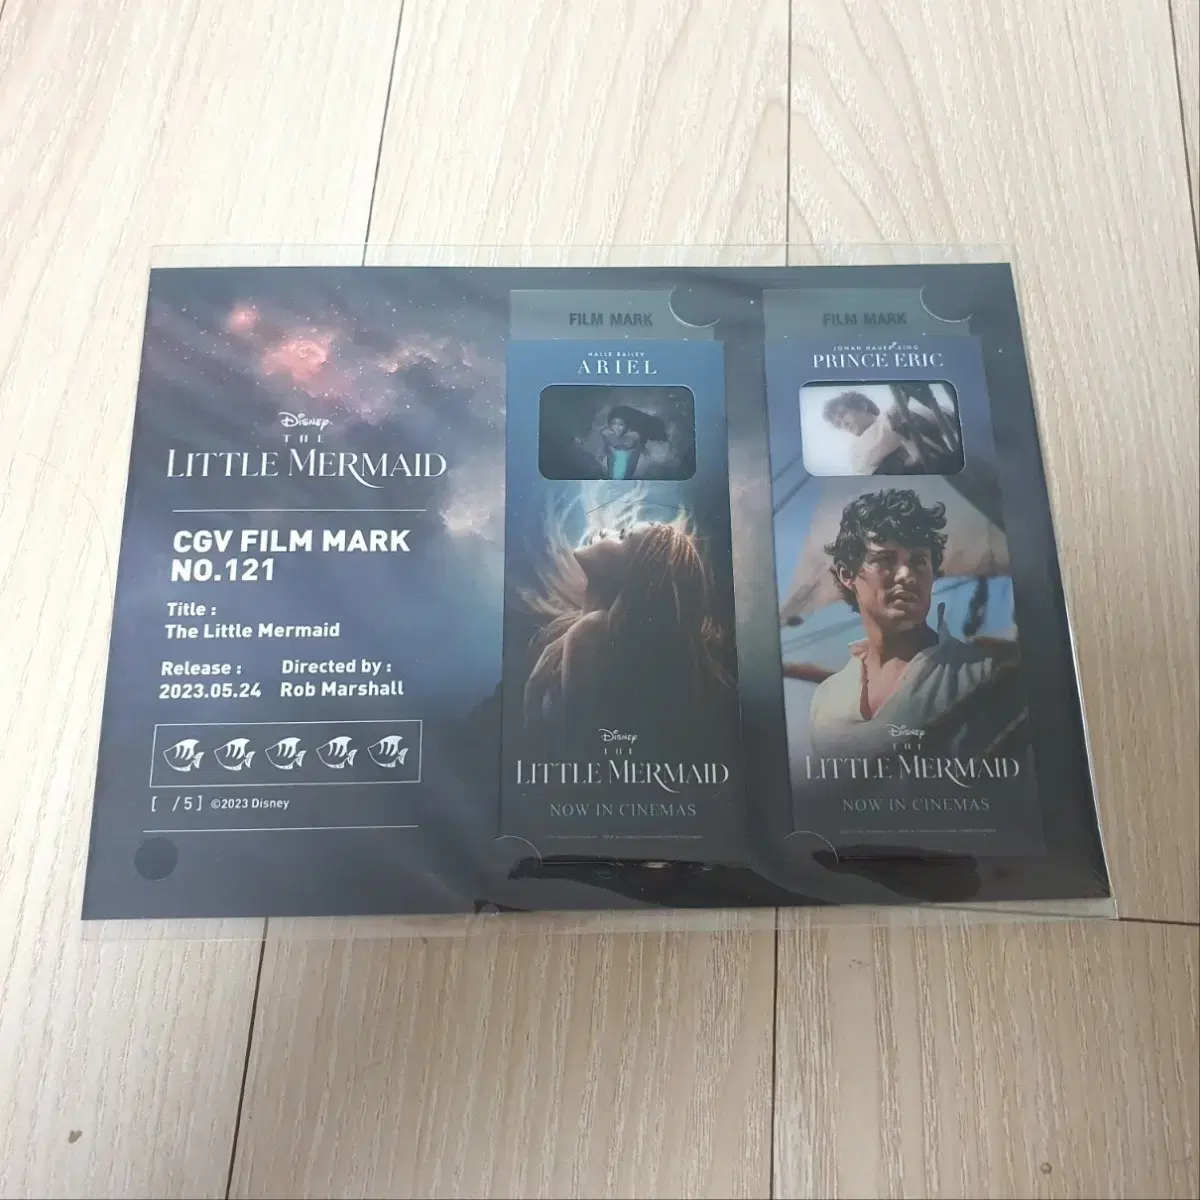 Disney
THE
LITTLE MERMAID
CGV FILM MARK
NO.121
Title :
The Little Mermaid
Release :
2023.05.24
Directed by :
Rob Marshall
[ /5] ©2023 Disney
FILM MARK
HALLE BAILEY
ARIEL
Disney
THE
LITTLE MERMAID
NOW IN CINEMAS
FILM MARK
JONAH HAUER-KING
PRINCE ERIC
Disney
THE
LITTLE MERMAID
NOW IN CINEMAS